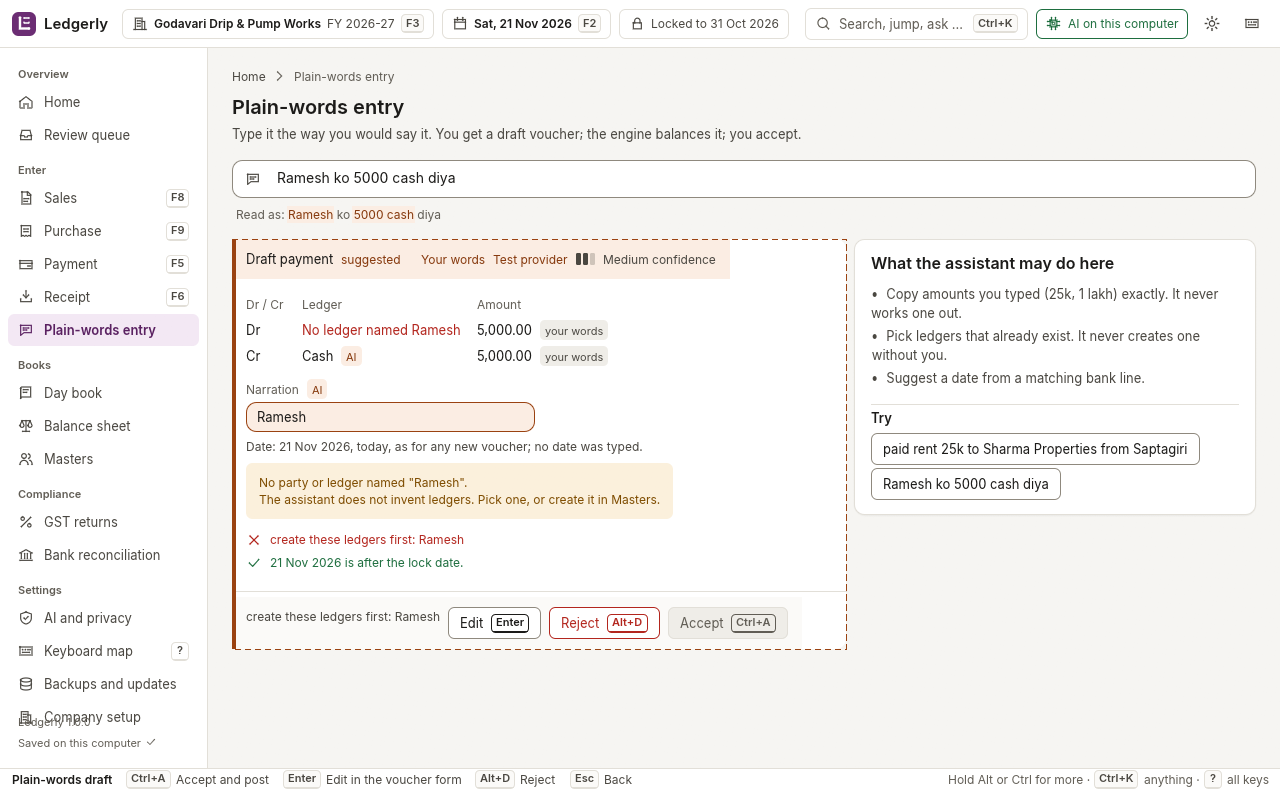 Ledgerly
Godavari Drip & Pump Works FY 2026-27 F3
Sat, 21 Nov 2026 F2
Locked to 31 Oct 2026
Search, jump, ask ... Ctrl+K
AI on this computer
Overview
Home
Review queue
Enter
Sales F8
Purchase F9
Payment F5
Receipt F6
Plain-words entry
Books
Day book
Balance sheet
Masters
Compliance
GST returns
Bank reconciliation
Settings
AI and privacy
Keyboard map ?
Backups and updates
Company setup
Ledgerly 1.0.0
Saved on this computer
Home > Plain-words entry
Plain-words entry
Type it the way you would say it. You get a draft voucher; the engine balances it; you accept.
Ramesh ko 5000 cash diya
Read as: Ramesh ko 5000 cash diya
Draft payment suggested Your words Test provider Medium confidence
Dr / Cr Ledger Amount
Dr No ledger named Ramesh 5,000.00 your words
Cr Cash AI 5,000.00 your words
Narration AI
Ramesh
Date: 21 Nov 2026, today, as for any new voucher; no date was typed.
No party or ledger named "Ramesh".
The assistant does not invent ledgers. Pick one, or create it in Masters.
create these ledgers first: Ramesh
21 Nov 2026 is after the lock date.
create these ledgers first: Ramesh Edit Enter Reject Alt+D Accept Ctrl+A
What the assistant may do here
• Copy amounts you typed (25k, 1 lakh) exactly. It never
works one out.
• Pick ledgers that already exist. It never creates one
without you.
• Suggest a date from a matching bank line.
Try
paid rent 25k to Sharma Properties from Saptagiri
Ramesh ko 5000 cash diya
Plain-words draft Ctrl+A Accept and post Enter Edit in the voucher form Alt+D Reject Esc Back
Hold Alt or Ctrl for more · Ctrl+K anything · ? all keys